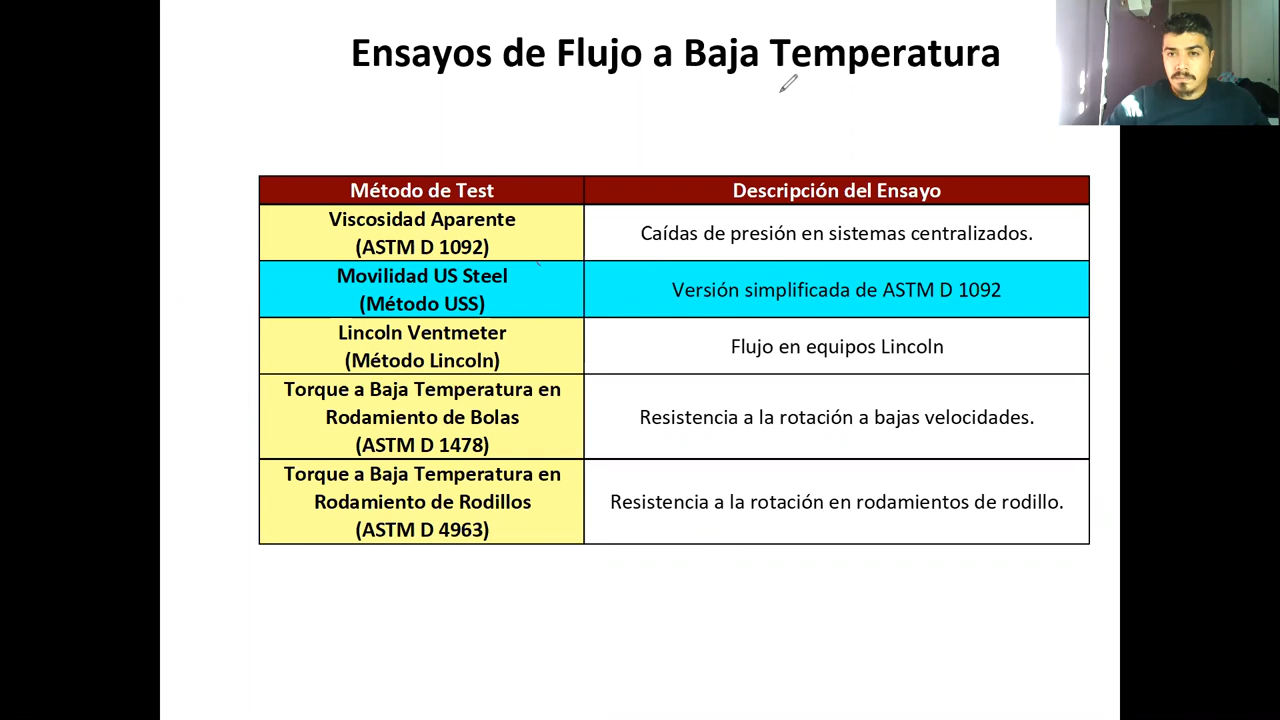 Ensayos de Flujo a Baja Temperatura
Método de Test
Descripción del Ensayo
Viscosidad Aparente
(ASTM D 1092)
Caídas de presión en sistemas centralizados.
Movilidad US Steel
(Método USS)
Versión simplificada de ASTM D 1092
Lincoln Ventmeter
(Método Lincoln)
Flujo en equipos Lincoln
Torque a Baja Temperatura en
Rodamiento de Bolas
(ASTM D 1478)
Resistencia a la rotación a bajas velocidades.
Torque a Baja Temperatura en
Rodamiento de Rodillos
(ASTM D 4963)
Resistencia a la rotación en rodamientos de rodillo.